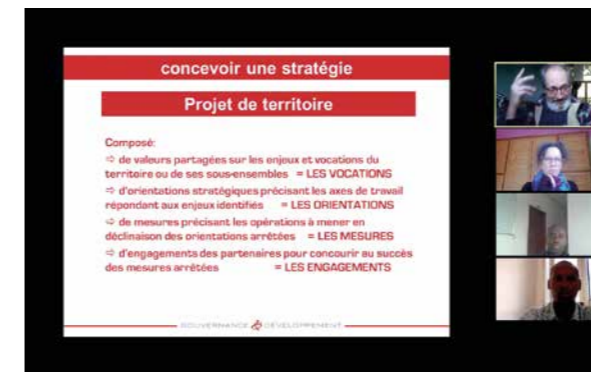 concevoir une stratégie
Projet de territoire
Composé:
⇨ de valeurs partagées sur les enjeux et vocations du
territoire ou de ses sous-ensembles = LES VOCATIONS
⇨ d'orientations stratégiques précisant les axes de travail
répondant aux enjeux identifiés = LES ORIENTATIONS
⇨ de mesures précisant les opérations à mener en
déclinaison des orientations arrêtées = LES MESURES
⇨ d'engagements des partenaires pour concourir au succès
des mesures arrêtées = LES ENGAGEMENTS
GOUVERNANCE & DÉVELOPPEMENT